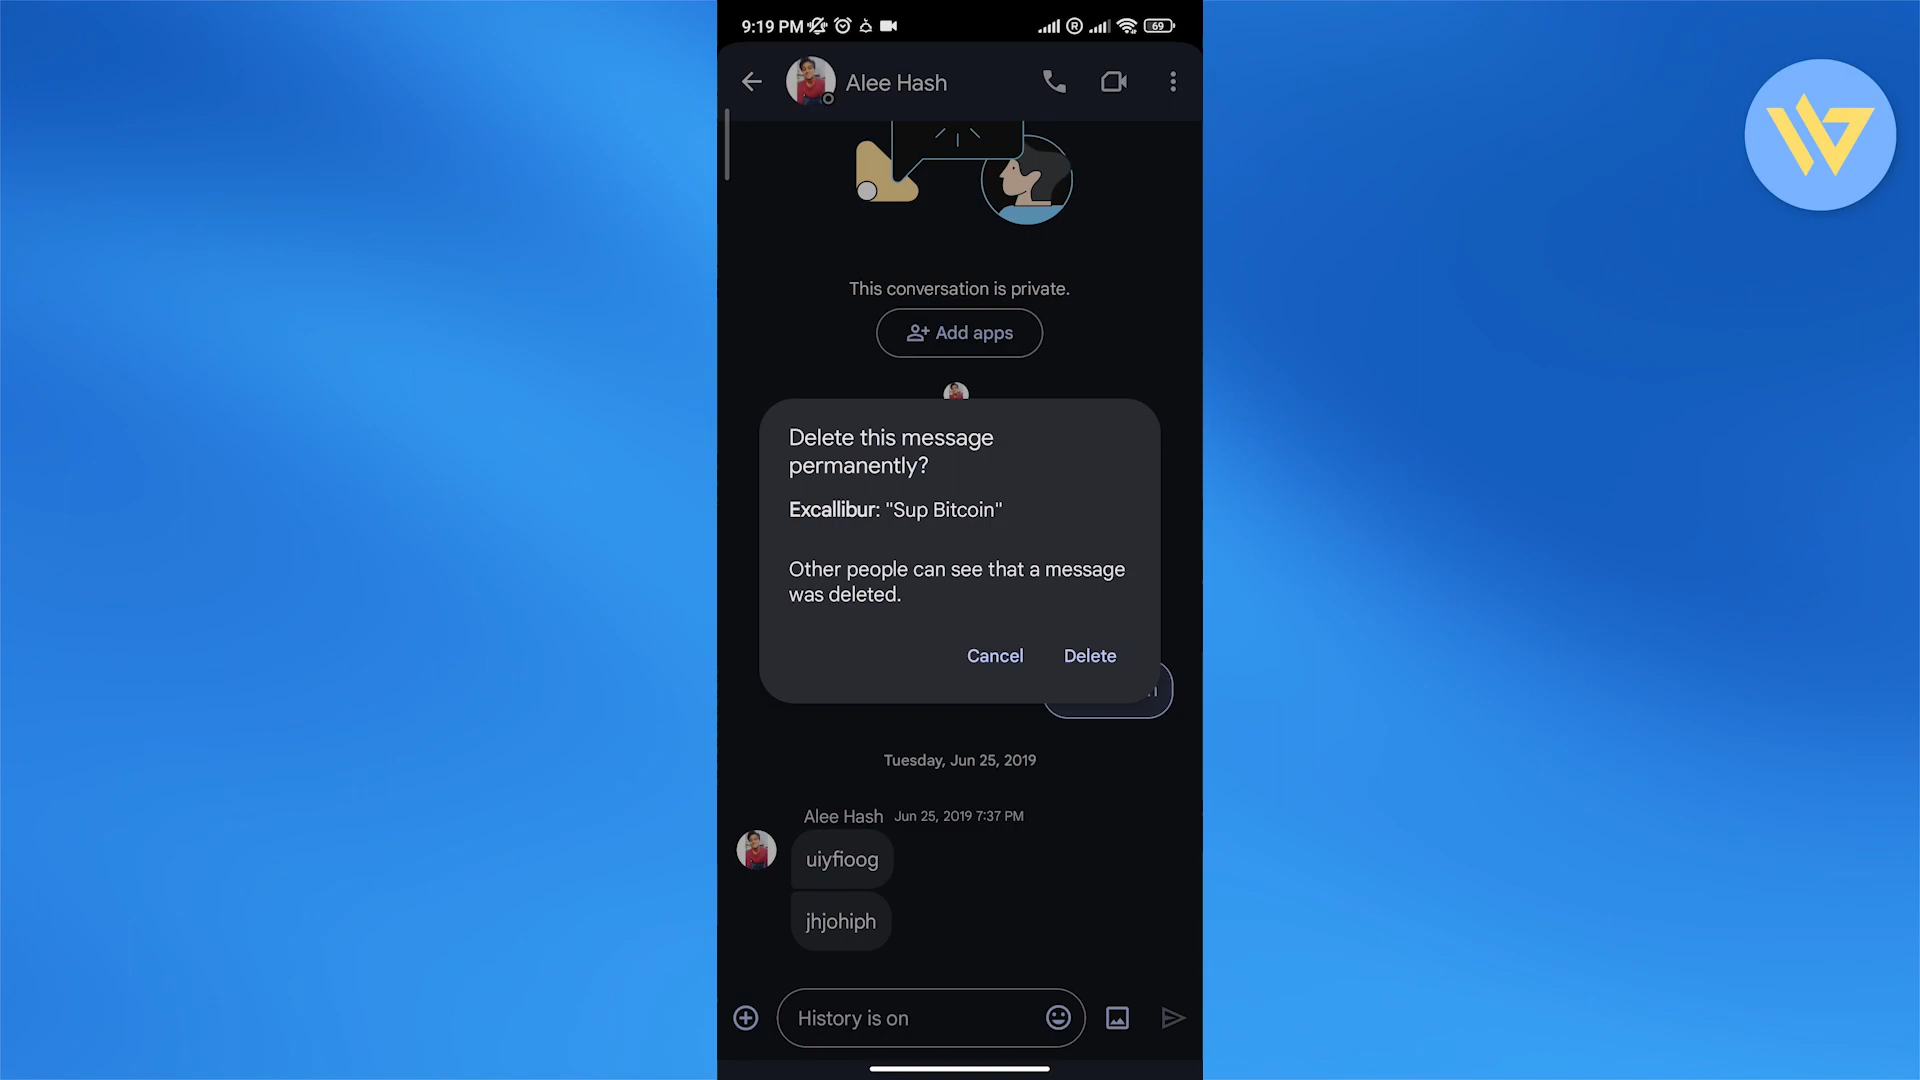 9:19 PM
69
Alee Hash
This conversation is private.
Add apps
Delete this message
permanently?
Excallibur: "Sup Bitcoin"
Other people can see that a message
was deleted.
Cancel
Delete
Tuesday, Jun 25, 2019
Alee Hash Jun 25, 2019 7:37 PM
uiyfioog
jhjohiph
History is on